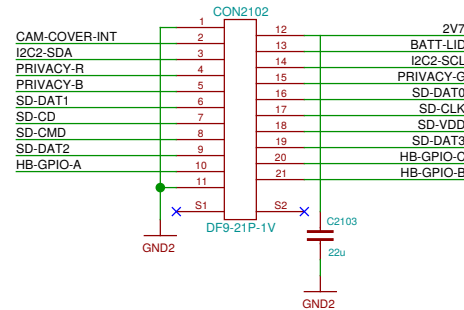 CON2102
1
12
2V7
CAM-COVER-INT
2
13
BATT-LID
I2C2-SDA
3
14
I2C2-SCL
PRIVACY-R
4
15
PRIVACY-G
PRIVACY-B
5
16
SD-DAT0
SD-DAT1
6
17
SD-CLK
SD-CD
7
18
SD-VDD
SD-CMD
8
19
SD-DAT3
SD-DAT2
9
20
HB-GPIO-C
HB-GPIO-A
10
21
HB-GPIO-B
11
S1
S2
DF9-21P-1V
C2103
22u
GND2
GND2